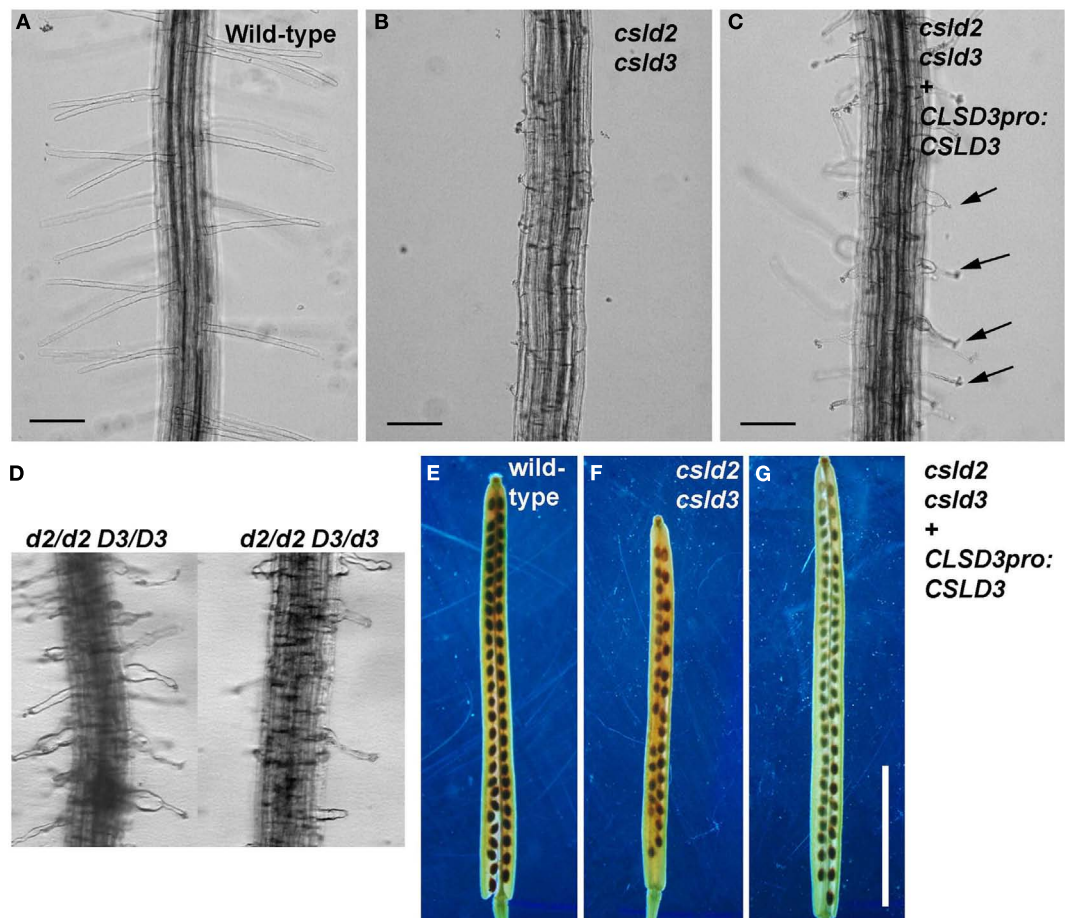 A
Wild-type
B
csld2
csld3
C
csld2
csld3
+
CLSD3pro:
CSLD3
D
d2/d2 D3/D3
d2/d2 D3/d3
E
wild-
type
F
csld2
csld3
G
csld2
csld3
+
CLSD3pro:
CSLD3